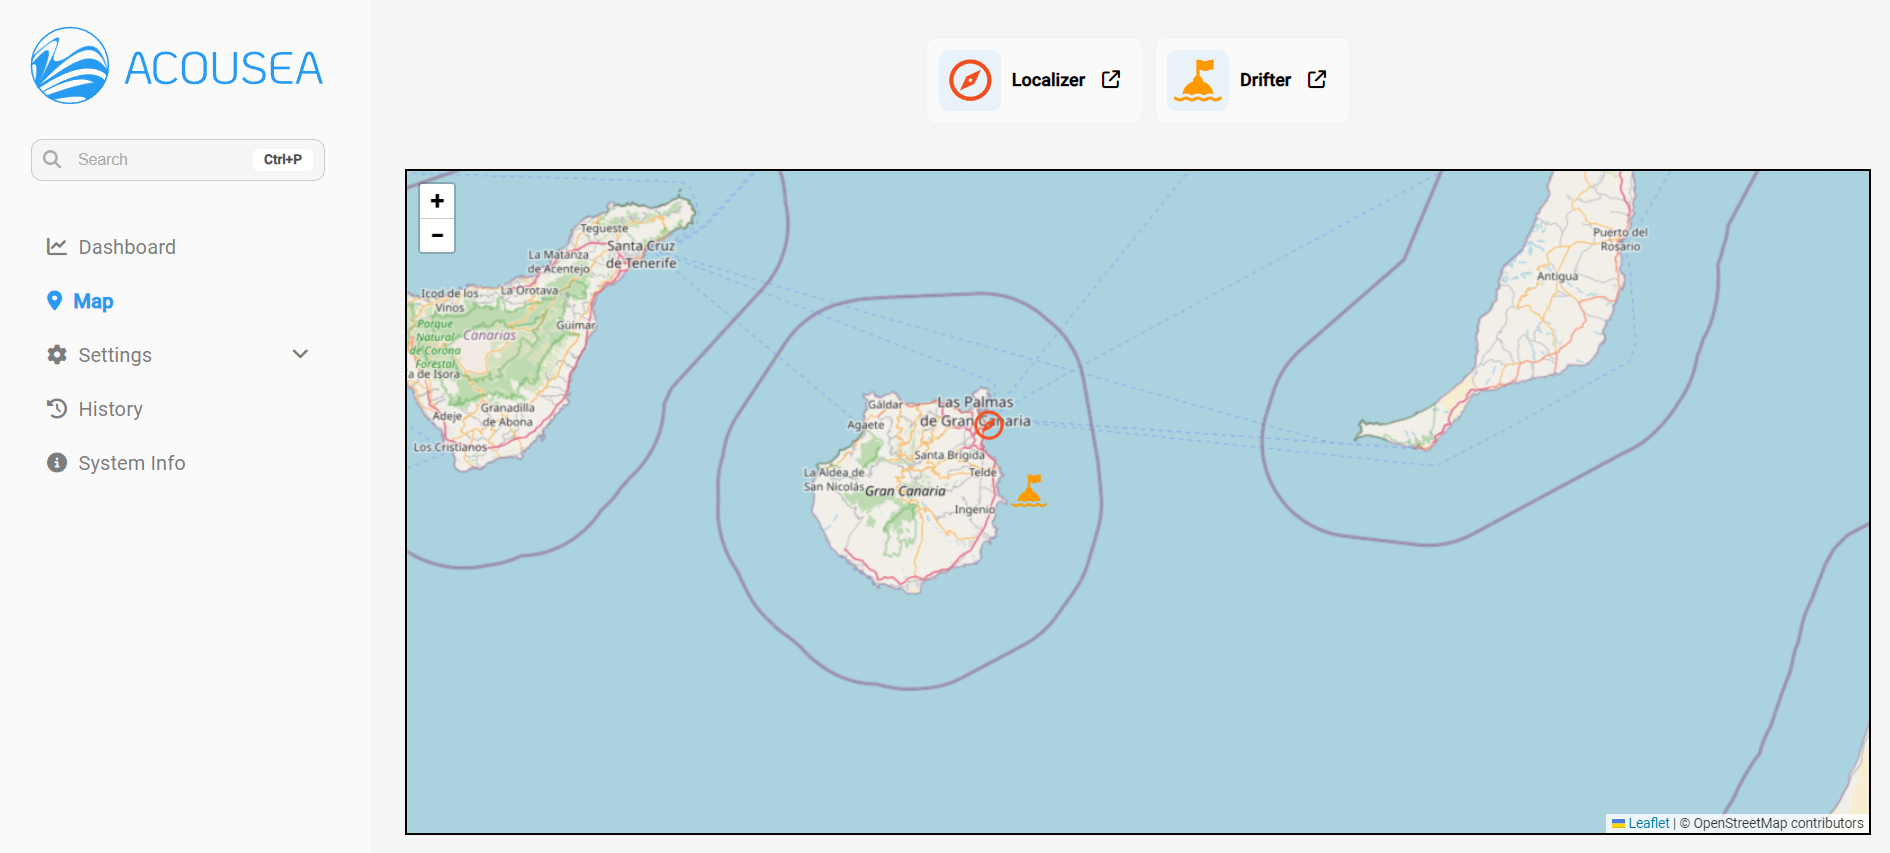 ACOUSEA
Search
Ctrl+P
Dashboard
Map
Settings
History
System Info
Localizer
Drifter
+
−
Tegueste
Santa Cruz
de Tenerife
La Matanza
de Acentejo
La Orotava
Icod de los
Vinos
Güímar
Parque
Natural
de Corona
Forestal
Canarias
a de Isora
Granadilla
de Abona
Adeje
Los Cristianos
Puerto del
Rosario
Antigua
Gáldar
Las Palmas
de Gran Canaria
Agaete
Santa Brígida
La Aldea de
San Nicolás
Telde
Gran Canaria
Ingenio
Leaflet | © OpenStreetMap contributors